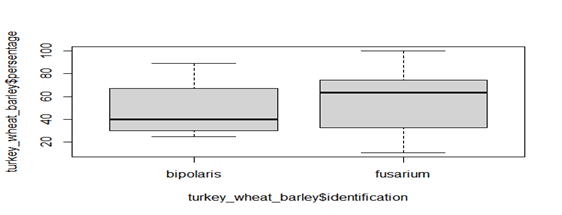 turkey_wheat_barley$persentage
100
80
60
40
20
bipolaris
fusarium
turkey_wheat_barley$identification